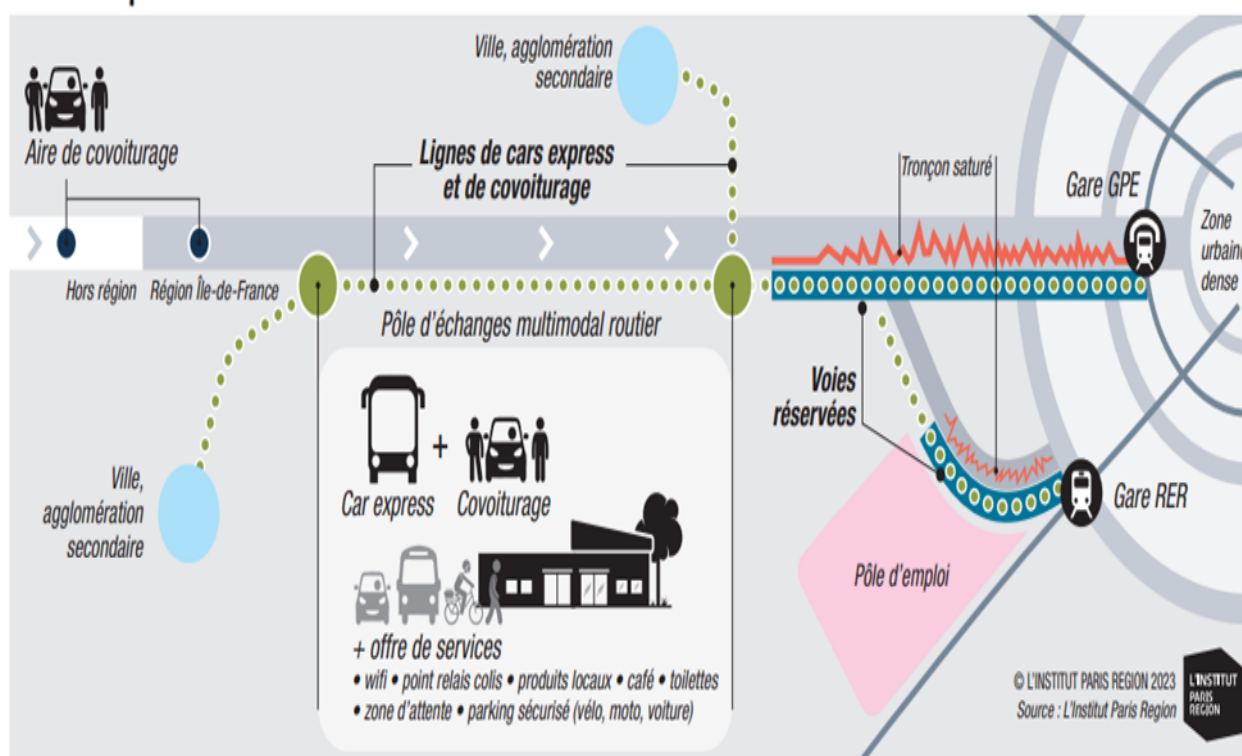 Ville, agglomération
secondaire
Aire de covoiturage
Lignes de cars express
et de covoiturage
Tronçon saturé
Gare GPE
Zone
urbaine
dense
Hors région
Région Île-de-France
Pôle d'échanges multimodal routier
Voies
réservées
Car express
+
Covoiturage
Ville,
agglomération
secondaire
Gare RER
Pôle d'emploi
+ offre de services
• wifi • point relais colis • produits locaux • café • toilettes
• zone d'attente • parking sécurisé (vélo, moto, voiture)
© L'INSTITUT PARIS REGION 2023
Source : L'Institut Paris Region
L'INSTITUT
PARIS
REGION